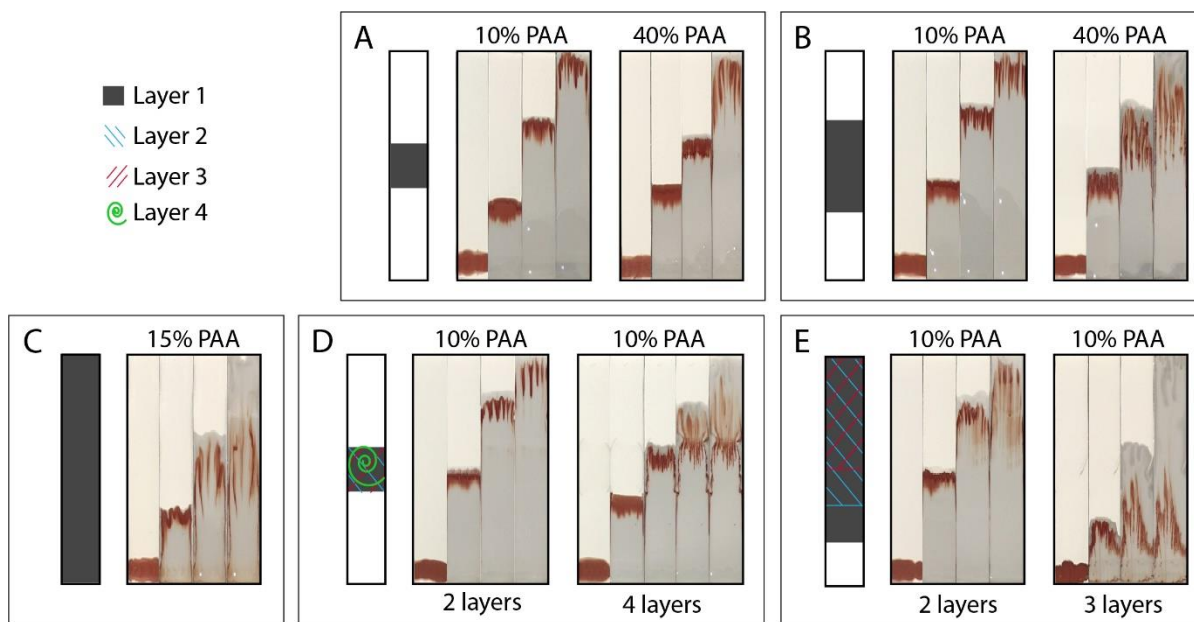 Layer 1
Layer 2
Layer 3
Layer 4
A
10% PAA
40% PAA
B
10% PAA
40% PAA
C
15% PAA
D
10% PAA
10% PAA
2 layers
4 layers
E
10% PAA
10% PAA
2 layers
3 layers